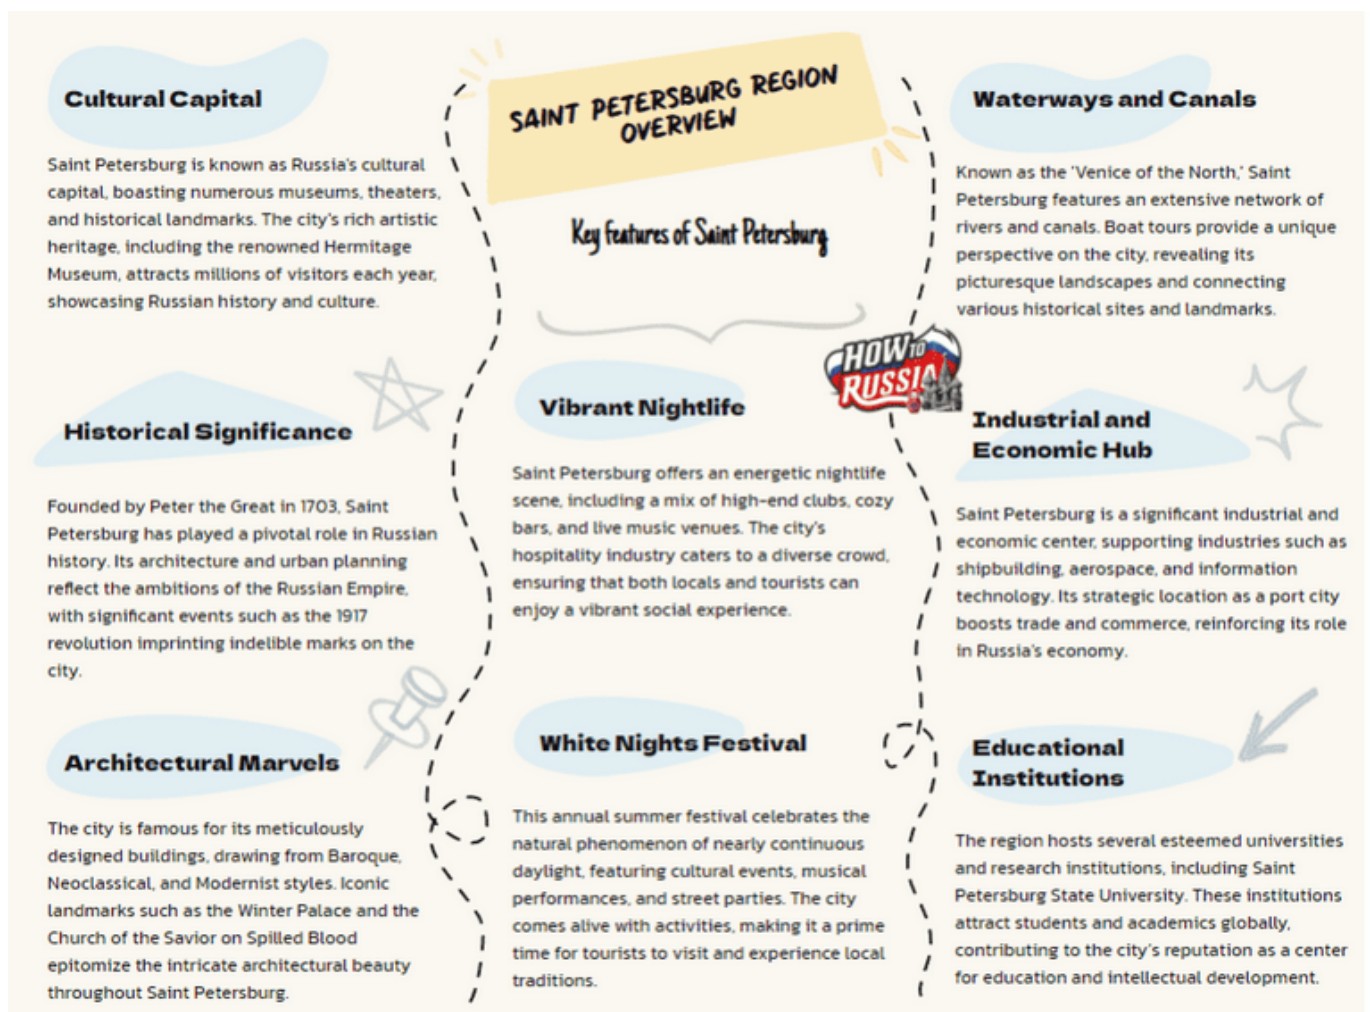 SAINT PETERSBURG REGION
OVERVIEW
Key features of Saint Petersburg
Cultural Capital
Saint Petersburg is known as Russia's cultural
capital, boasting numerous museums, theaters,
and historical landmarks. The city's rich artistic
heritage, including the renowned Hermitage
Museum, attracts millions of visitors each year,
showcasing Russian history and culture.
Historical Significance
Founded by Peter the Great in 1703, Saint
Petersburg has played a pivotal role in Russian
history. Its architecture and urban planning
reflect the ambitions of the Russian Empire,
with significant events such as the 1917
revolution imprinting indelible marks on the
city.
Architectural Marvels
The city is famous for its meticulously
designed buildings, drawing from Baroque,
Neoclassical, and Modernist styles. Iconic
landmarks such as the Winter Palace and the
Church of the Savior on Spilled Blood
epitomize the intricate architectural beauty
throughout Saint Petersburg.
Vibrant Nightlife
Saint Petersburg offers an energetic nightlife
scene, including a mix of high-end clubs, cozy
bars, and live music venues. The city's
hospitality industry caters to a diverse crowd,
ensuring that both locals and tourists can
enjoy a vibrant social experience.
White Nights Festival
This annual summer festival celebrates the
natural phenomenon of nearly continuous
daylight, featuring cultural events, musical
performances, and street parties. The city
comes alive with activities, making it a prime
time for tourists to visit and experience local
traditions.
Waterways and Canals
Known as the 'Venice of the North,' Saint
Petersburg features an extensive network of
rivers and canals. Boat tours provide a unique
perspective on the city, revealing its
picturesque landscapes and connecting
various historical sites and landmarks.
HOW TO
RUSSIA
Industrial and
Economic Hub
Saint Petersburg is a significant industrial and
economic center, supporting industries such as
shipbuilding, aerospace, and information
technology. Its strategic location as a port city
boosts trade and commerce, reinforcing its role
in Russia's economy.
Educational
Institutions
The region hosts several esteemed universities
and research institutions, including Saint
Petersburg State University. These institutions
attract students and academics globally,
contributing to the city's reputation as a center
for education and intellectual development.